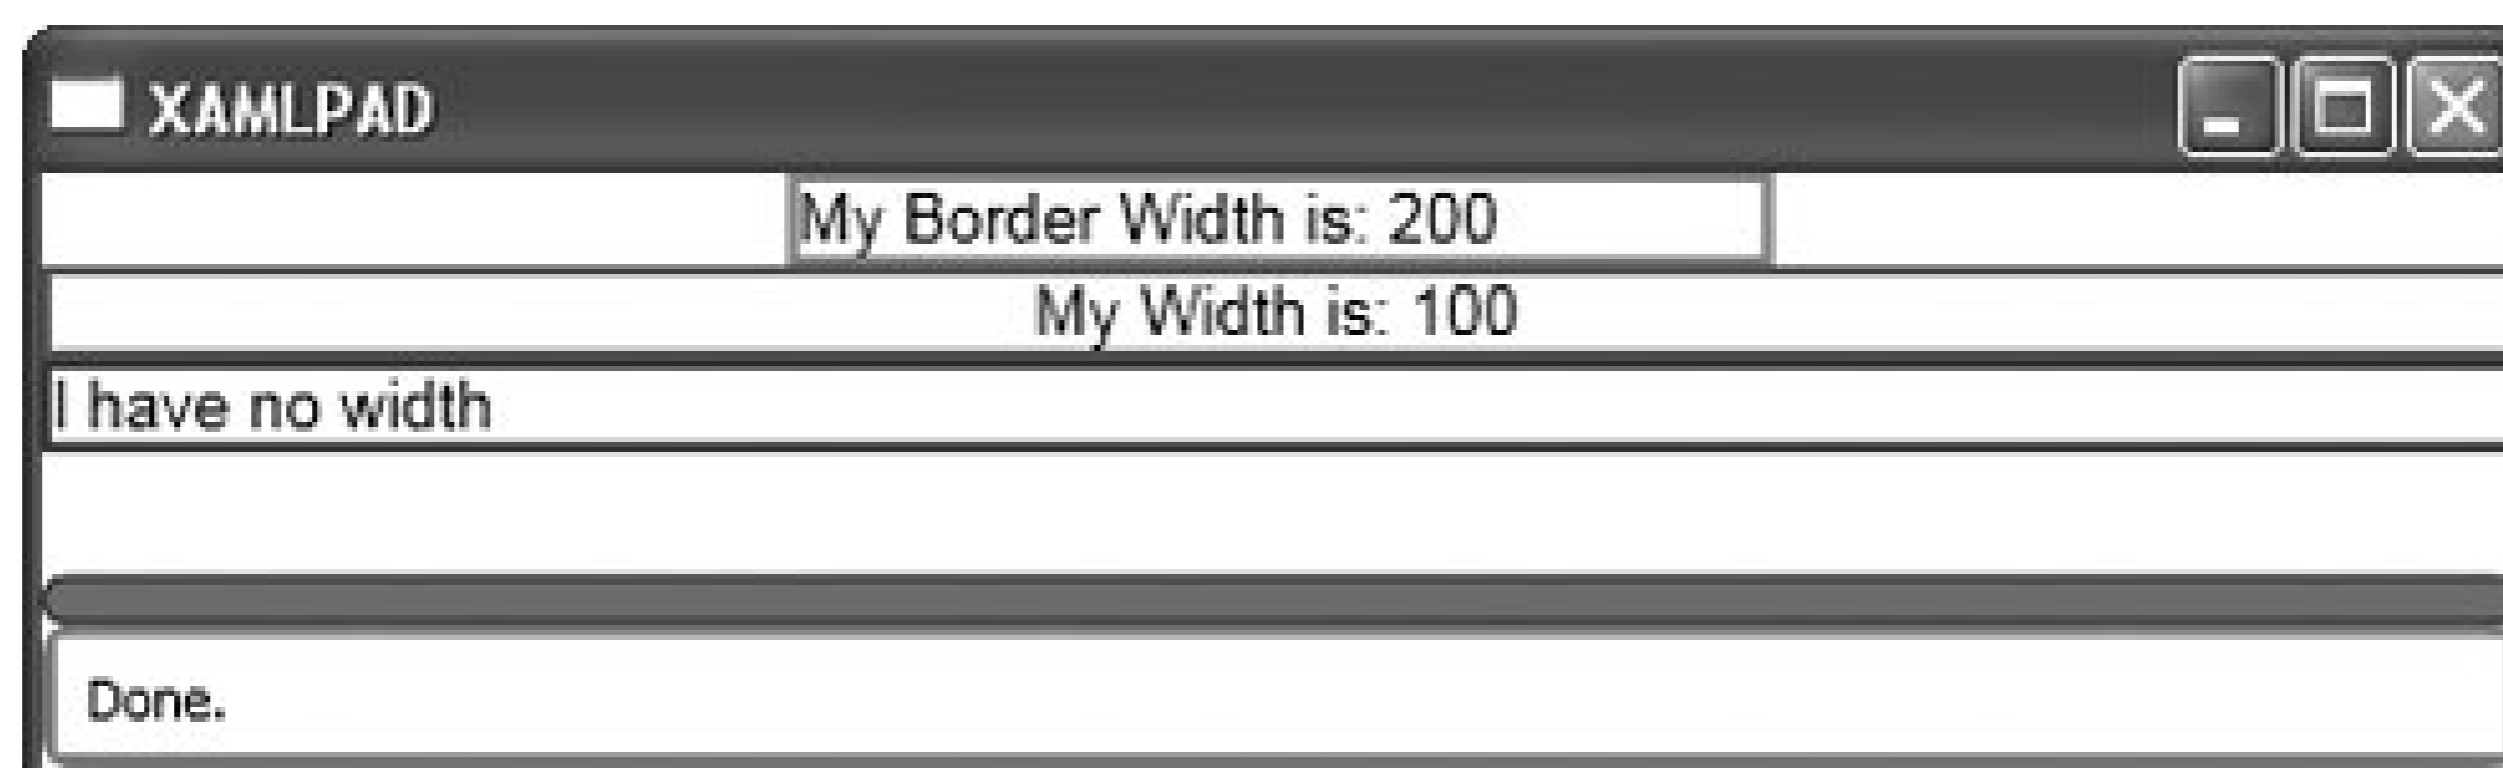 XAMLPAD
My Border Width is: 200
My Width is: 100
I have no width
Done.